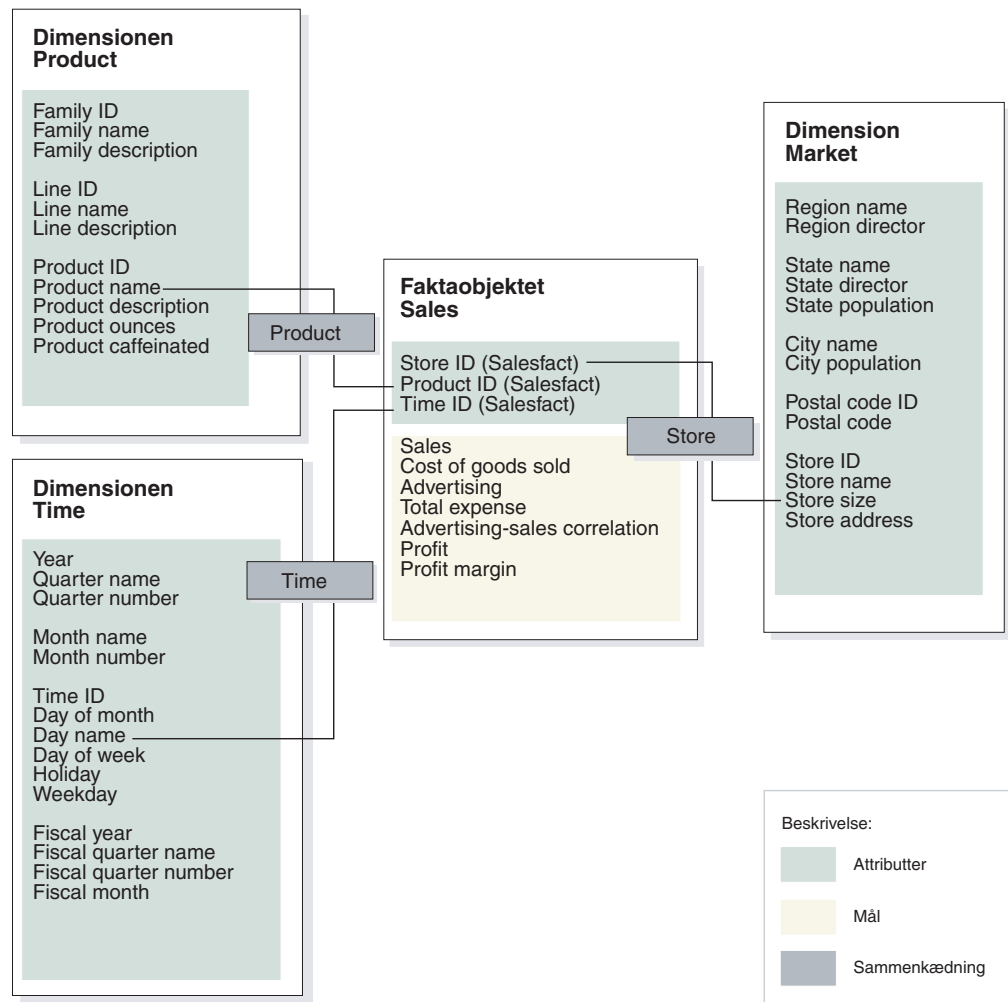 Dimensionen
Product
Family ID
Family name
Family description
Line ID
Line name
Line description
Product ID
Product name
Product description
Product ounces
Product caffeinated
Product
Dimensionen
Time
Year
Quarter name
Quarter number
Month name
Month number
Time ID
Day of month
Day name
Day of week
Holiday
Weekday
Fiscal year
Fiscal quarter name
Fiscal quarter number
Fiscal month
Time
Faktaobjektet
Sales
Store ID (Salesfact)
Product ID (Salesfact)
Time ID (Salesfact)
Sales
Cost of goods sold
Advertising
Total expense
Advertising-sales correlation
Profit
Profit margin
Store
Dimension
Market
Region name
Region director
State name
State director
State population
City name
City population
Postal code ID
Postal code
Store ID
Store name
Store size
Store address
Beskrivelse:
Attributter
Mål
Sammenkædning